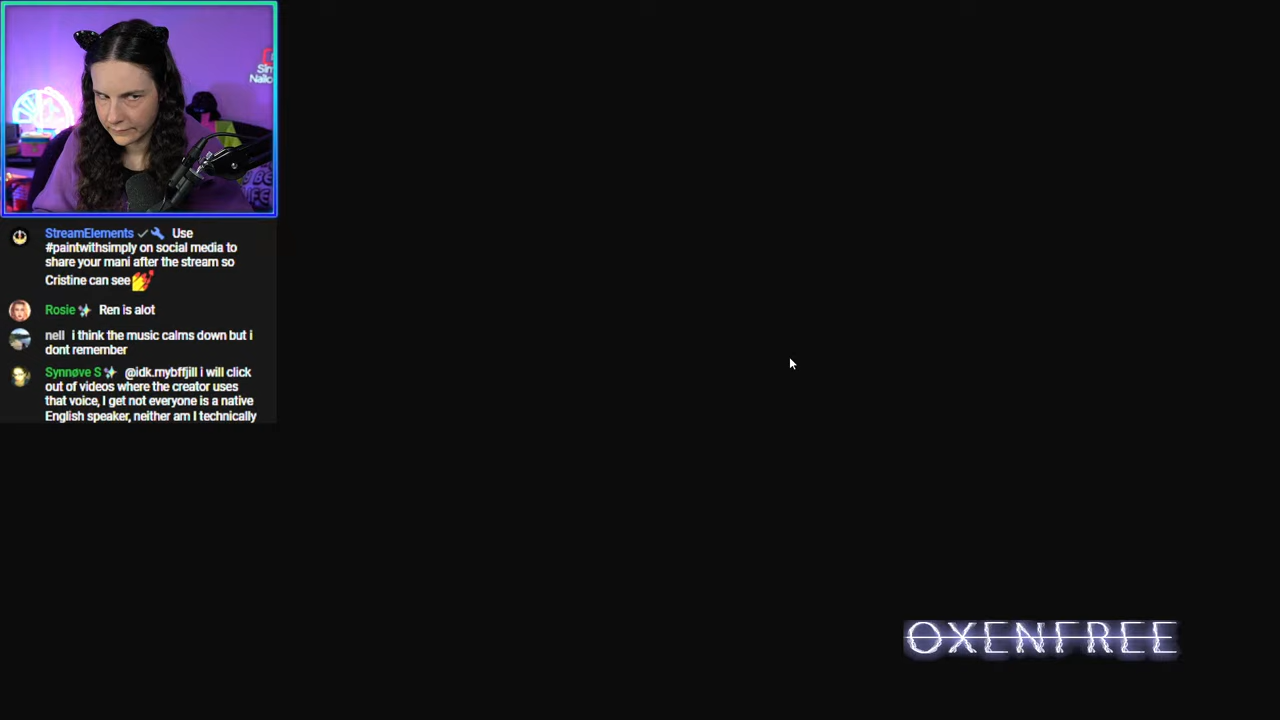 Sim
Nailo
StreamElements Use
#paintwithsimply on social media to
share your mani after the stream so
Cristine can see
Rosie Ren is alot
nell i think the music calms down but i
dont remember
Synnøve S @idk.mybffjill i will click
out of videos where the creator uses
that voice, I get not everyone is a native
English speaker, neither am I technically
OXENFREE